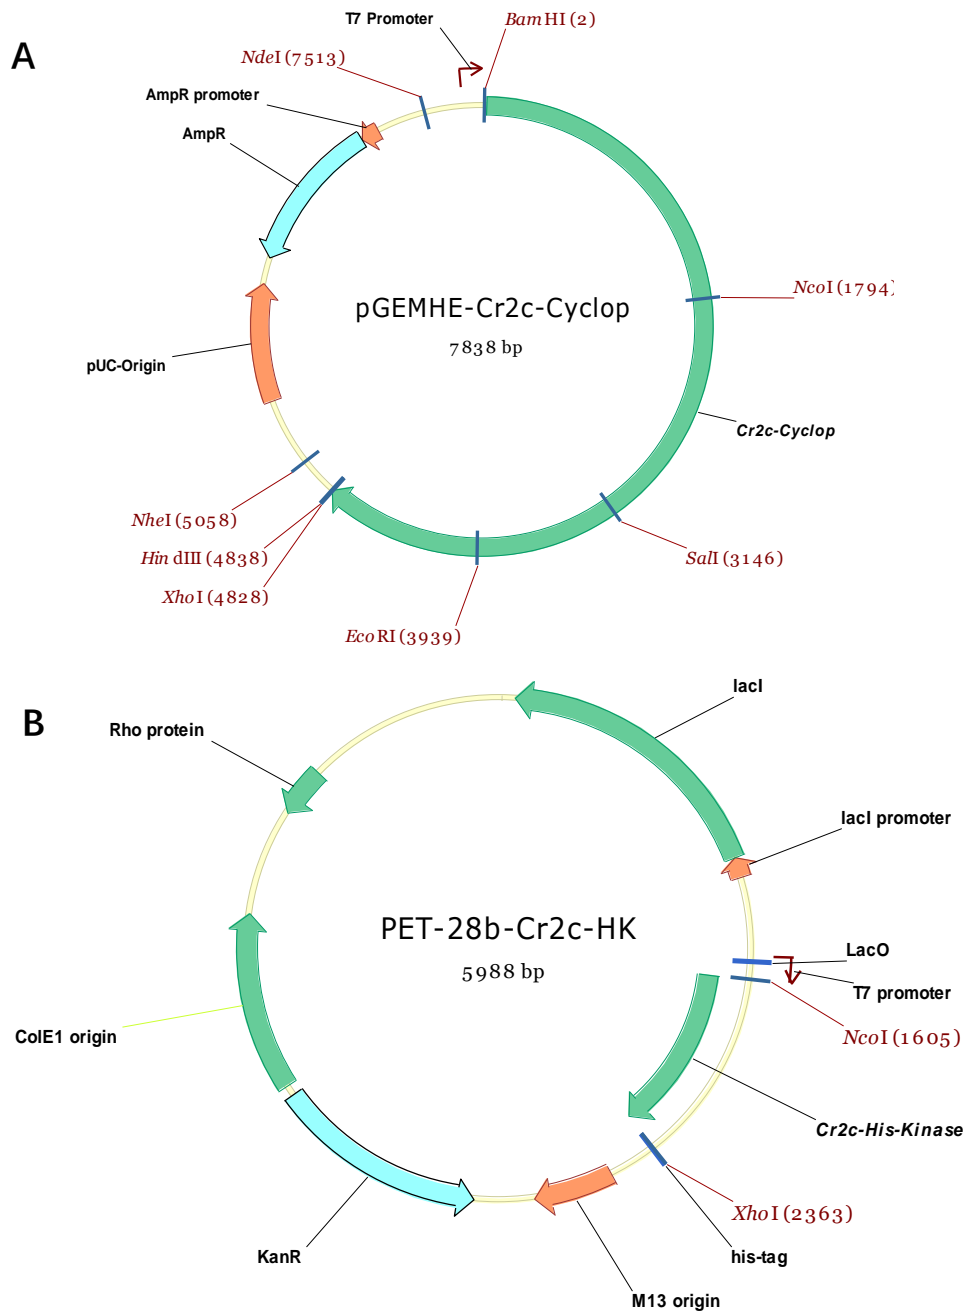 A
T7 Promoter
BamHI (2)
NdeI (7513)
AmpR promoter
AmpR
pGEMHE-Cr2c-Cyclop
7838 bp
NcoI (1794)
pUC-Origin
Cr2c-Cyclop
NheI (5058)
Hin dIII (4838)
SalI (3146)
XhoI (4828)
EcoRI (3939)
B
lacI
Rho protein
lacI promoter
PET-28b-Cr2c-HK
5988 bp
LacO
T7 promoter
NcoI (1605)
ColE1 origin
Cr2c-His-Kinase
XhoI (2363)
KanR
his-tag
M13 origin